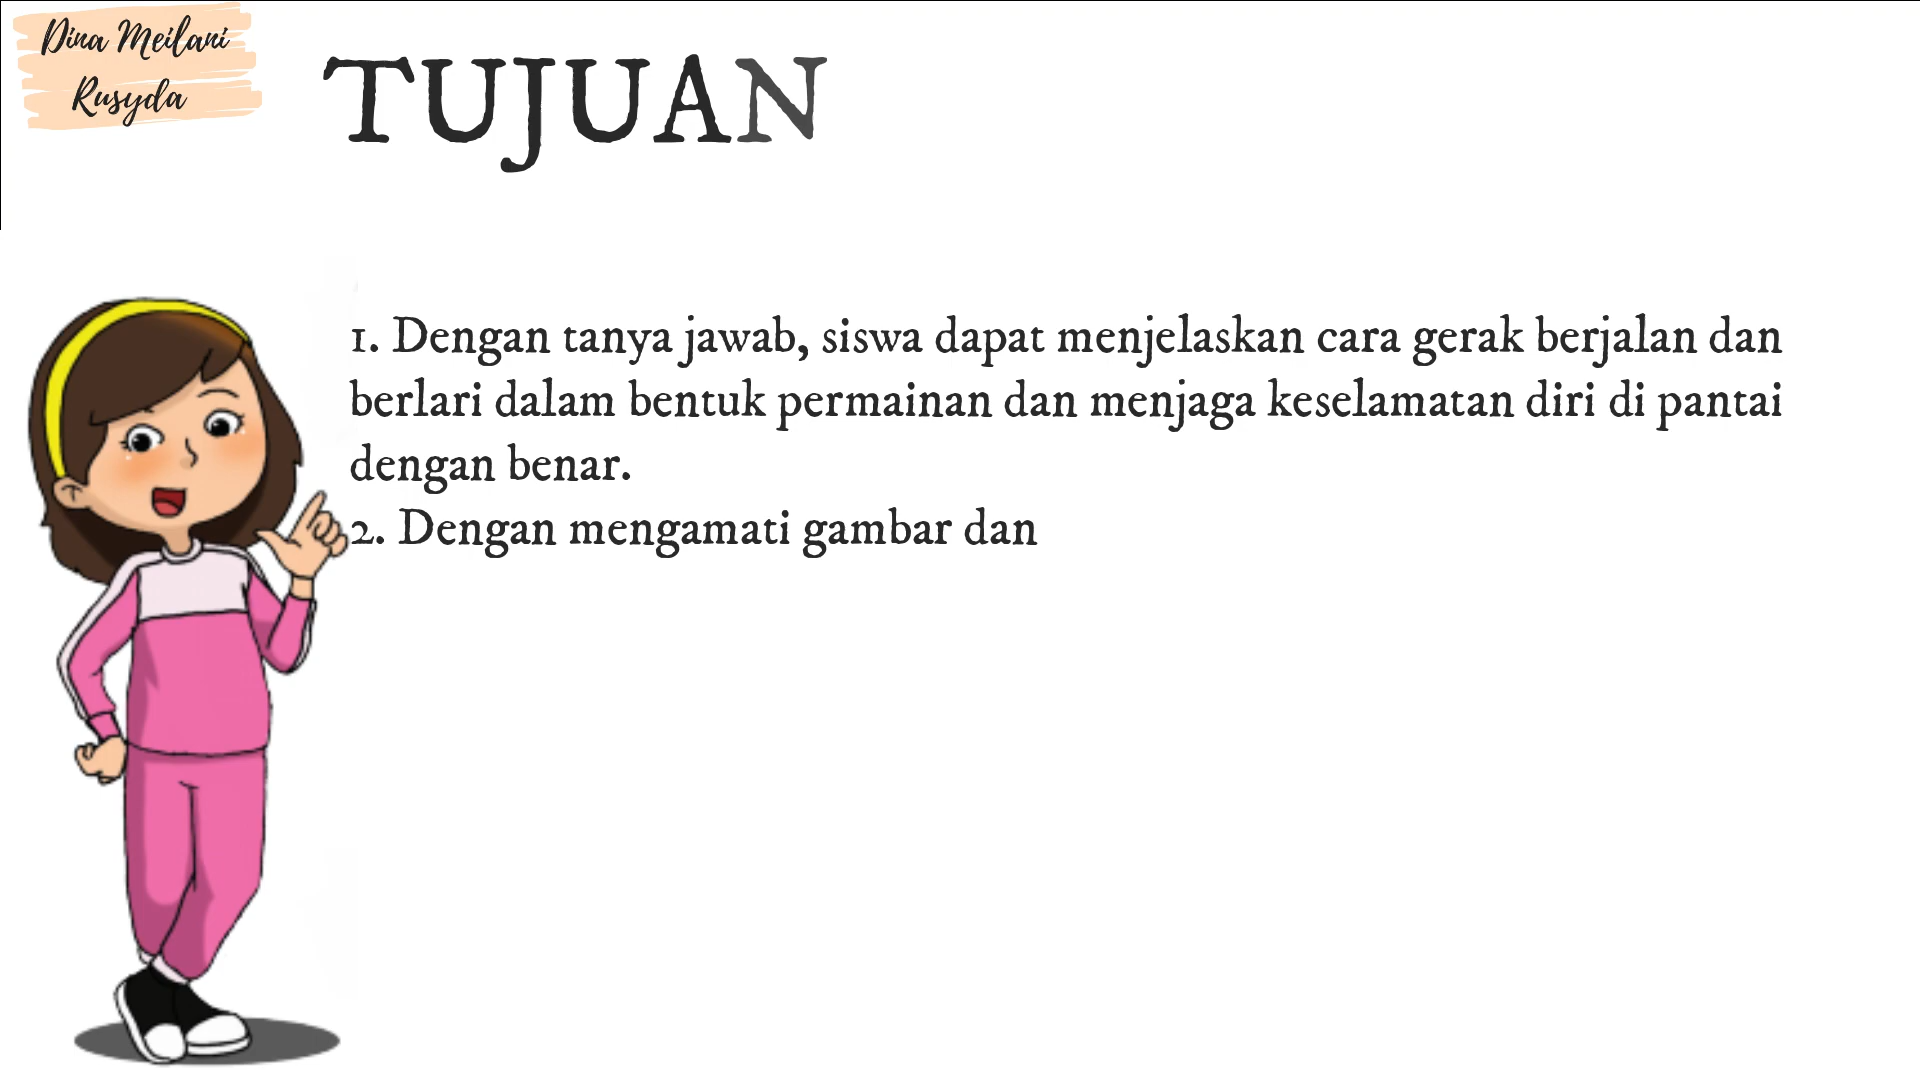 Dina Meilani
Rusyda
TUJUAN
1. Dengan tanya jawab, siswa dapat menjelaskan cara gerak berjalan dan
berlari dalam bentuk permainan dan menjaga keselamatan diri di pantai
dengan benar.
2. Dengan mengamati gambar dan